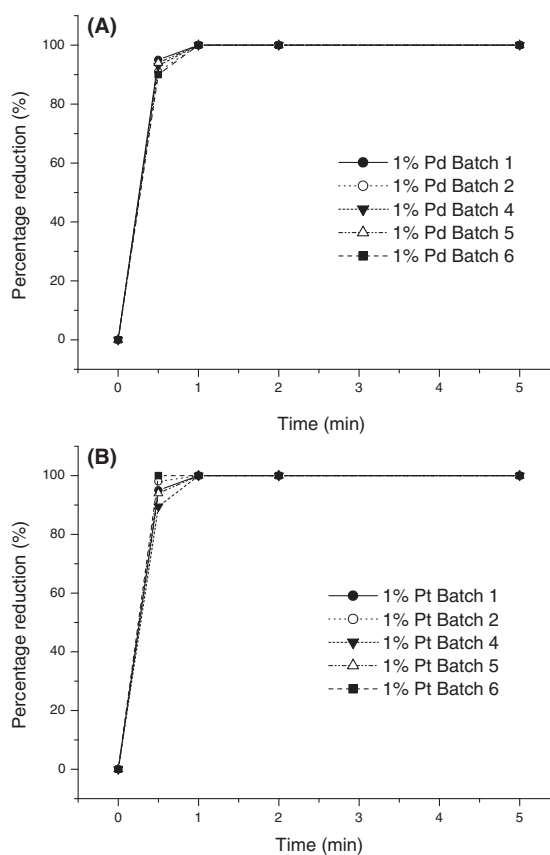 (A)
100
80
60
40
20
0
Percentage reduction (%)
1% Pd Batch 1
1% Pd Batch 2
1% Pd Batch 4
1% Pd Batch 5
1% Pd Batch 6
0 1 2 3 4 5
Time (min)
(B)
100
80
60
40
20
0
Percentage reduction (%)
1% Pt Batch 1
1% Pt Batch 2
1% Pt Batch 4
1% Pt Batch 5
1% Pt Batch 6
0 1 2 3 4 5
Time (min)